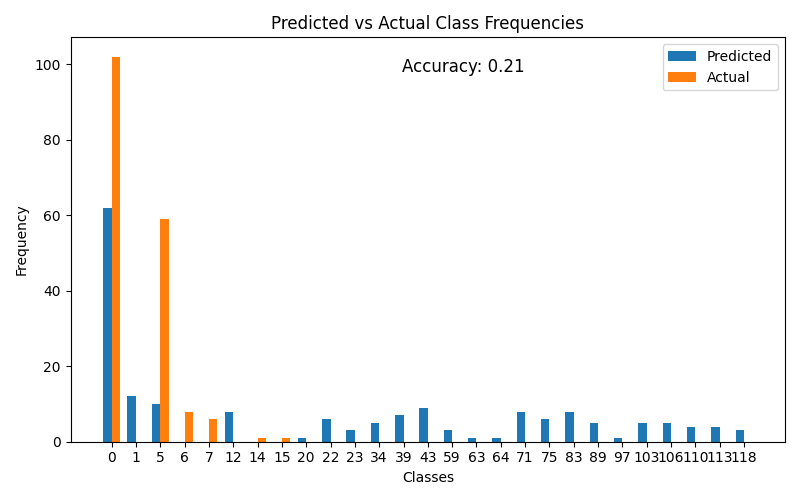 Predicted vs Actual Class Frequencies
Accuracy: 0.21
Predicted
Actual
100
80
60
40
20
0
Frequency
0 1 5 6 7 12 14 15 20 22 23 34 39 43 59 63 64 71 75 83 89 97 103 106 110 113 118
Classes